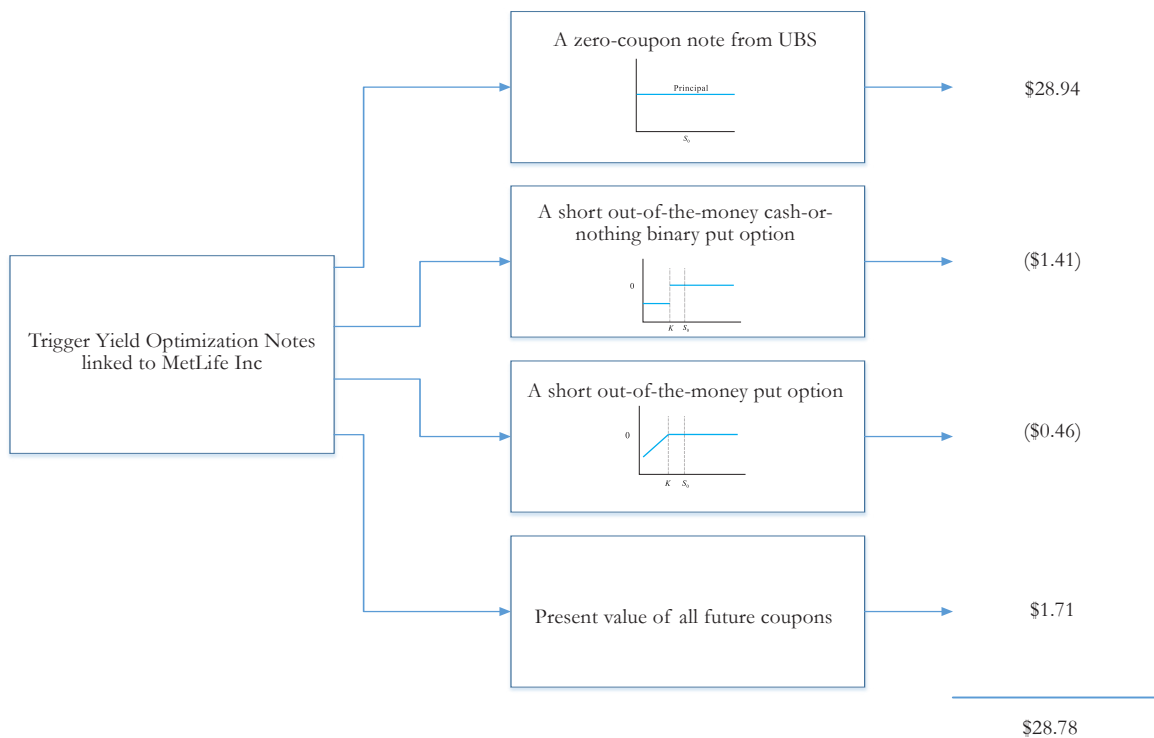 A zero-coupon note from UBS
Principal
S₀
$28.94
A short out-of-the-money cash-or-
nothing binary put option
0
K
S₀
($1.41)
Trigger Yield Optimization Notes
linked to MetLife Inc
A short out-of-the-money put option
0
K
S₀
($0.46)
Present value of all future coupons
$1.71
$28.78